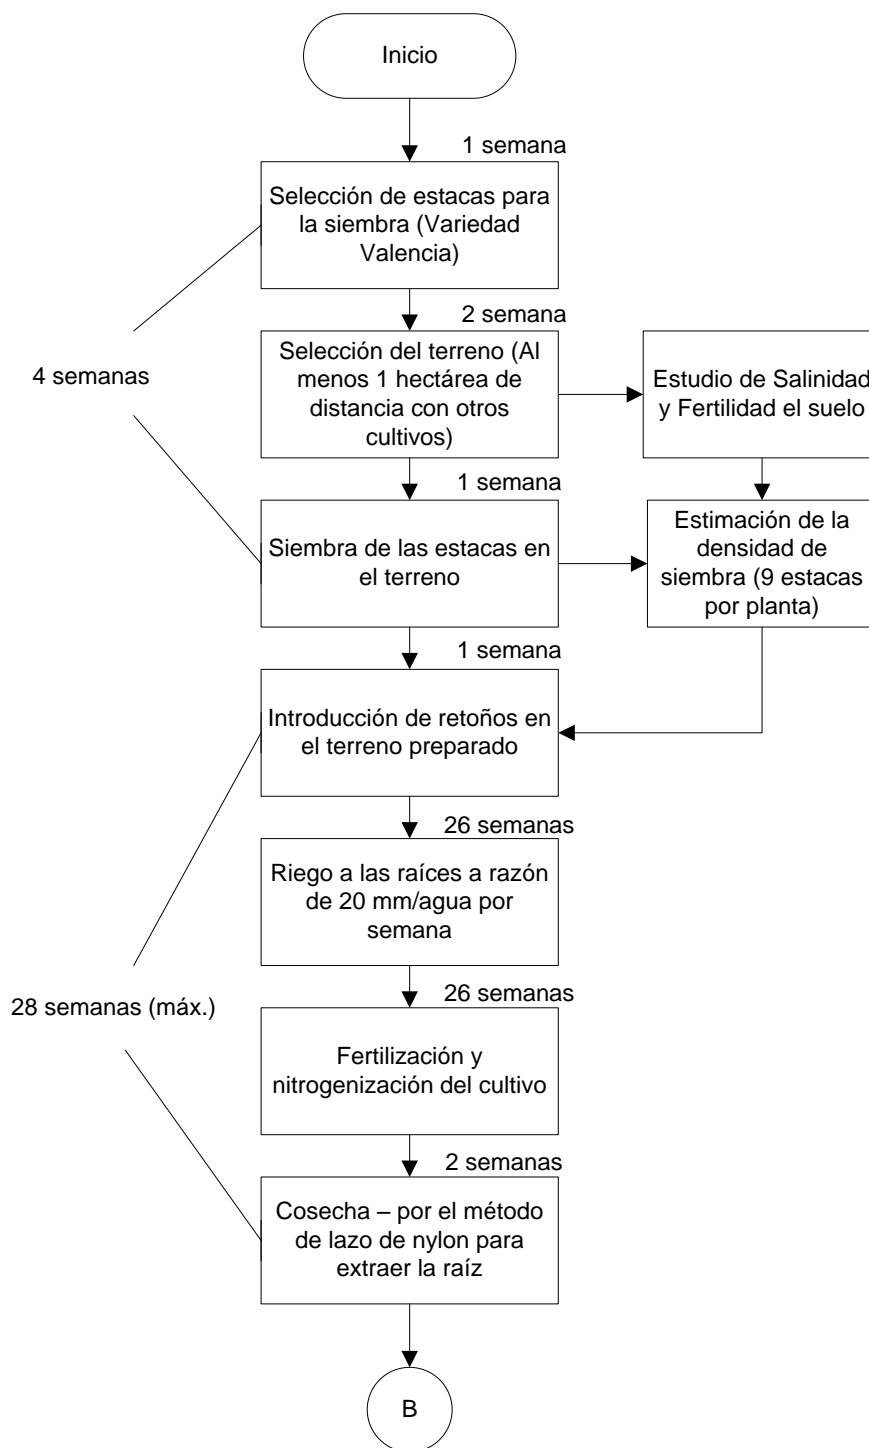 Inicio
1 semana
Selección de estacas para
la siembra (Variedad
Valencia)
2 semana
Selección del terreno (Al
menos 1 hectárea de
distancia con otros
cultivos)
Estudio de Salinidad
y Fertilidad el suelo
4 semanas
1 semana
Siembra de las estacas en
el terreno
Estimación de la
densidad de
siembra (9 estacas
por planta)
1 semana
Introducción de retoños en
el terreno preparado
26 semanas
Riego a las raíces a razón
de 20 mm/agua por
semana
28 semanas (máx.)
26 semanas
Fertilización y
nitrogenización del cultivo
2 semanas
Cosecha – por el método
de lazo de nylon para
extraer la raíz
B